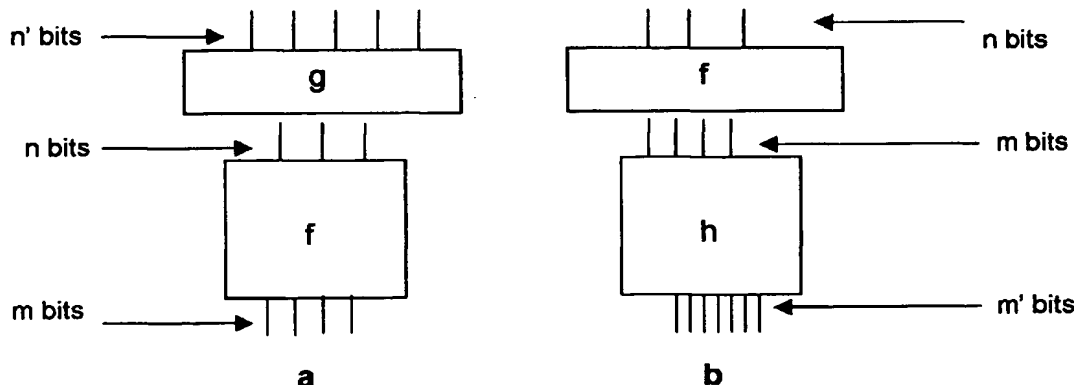 n' bits
g
n bits
f
m bits
a
n bits
f
m bits
h
m' bits
b